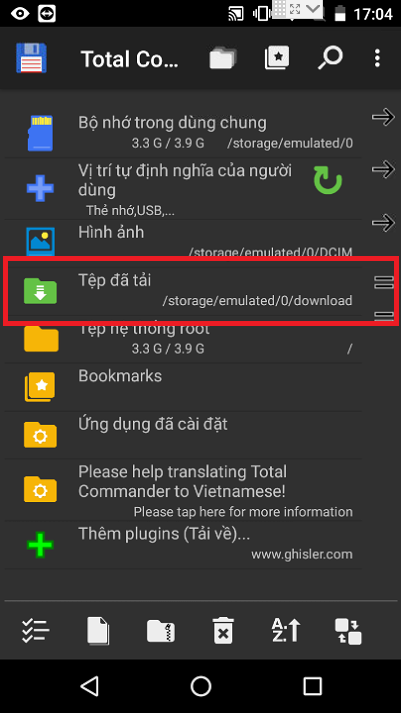 17:04
Total Co...
Bộ nhớ trong dùng chung
3.3 G / 3.9 G /storage/emulated/0
Vị trí tự định nghĩa của người
dùng
Thẻ nhớ,USB,...
Hình ảnh
/storage/emulated/0/DCIM
Tệp đã tải
/storage/emulated/0/download
Tệp hệ thống root
3.3 G / 3.9 G /
Bookmarks
Ứng dụng đã cài đặt
Please help translating Total
Commander to Vietnamese!
Please tap here for more information
Thêm plugins (Tải về)...
www.ghisler.com
A:
Z.